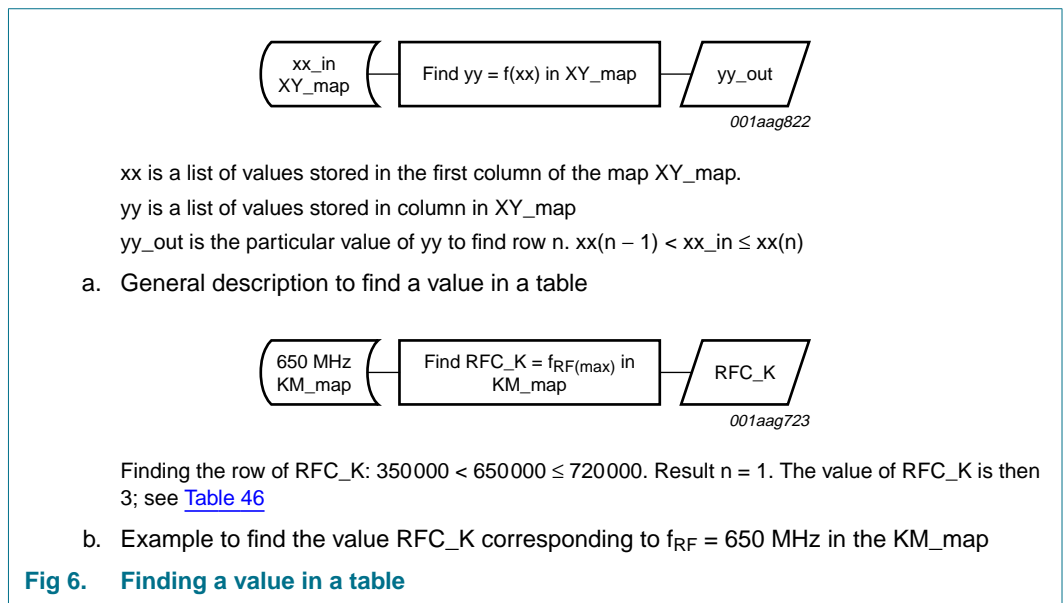 xx_in
XY_map
Find yy = f(xx) in XY_map
yy_out
001aag822
xx is a list of values stored in the first column of the map XY_map.
yy is a list of values stored in column in XY_map
yy_out is the particular value of yy to find row n. xx(n − 1) < xx_in ≤ xx(n)
a. General description to find a value in a table
650 MHz
KM_map
Find RFC_K = fRF(max) in
KM_map
RFC_K
001aag723
Finding the row of RFC_K: 350000 < 650000 ≤ 720000. Result n = 1. The value of RFC_K is then
3; see Table 46
b. Example to find the value RFC_K corresponding to fRF = 650 MHz in the KM_map
Fig 6. Finding a value in a table